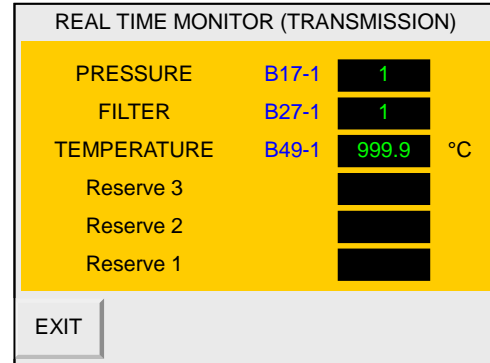 REAL TIME MONITOR (TRANSMISSION)
PRESSURE B17-1 1
FILTER B27-1 1
TEMPERATURE B49-1 999.9 °C
Reserve 3
Reserve 2
Reserve 1
EXIT